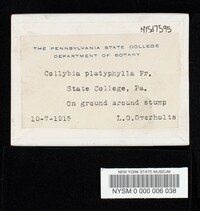 NYSf7595
THE PENNSYLVANIA STATE COLLEGE
DEPARTMENT OF BOTANY
Collybia platyphylla Fr.
State College, Pa.
On ground around stump
10-7-1915 L.O.Overholts
NEW YORK STATE MUSEUM
NYSM 0 000 006 038